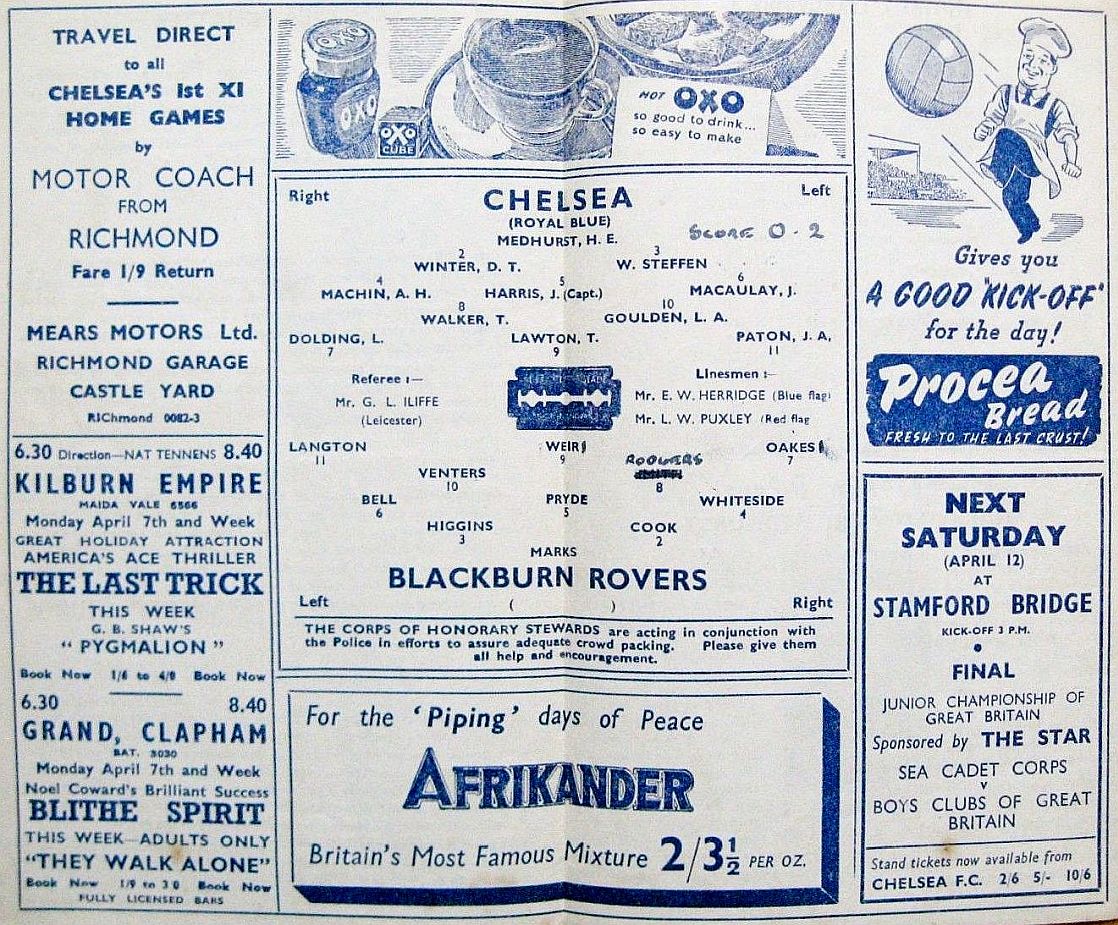 TRAVEL DIRECT
to all
CHELSEA'S 1st XI
HOME GAMES
by
MOTOR COACH
FROM
RICHMOND
Fare 1/9 Return
MEARS MOTORS Ltd.
RICHMOND GARAGE
CASTLE YARD
RIChmond 0082-3
6.30 Direction—NAT TENNENS 8.40
KILBURN EMPIRE
MAIDA VALE 6566
Monday April 7th and Week
GREAT HOLIDAY ATTRACTION
AMERICA'S ACE THRILLER
THE LAST TRICK
THIS WEEK
G. B. SHAW'S
"PYGMALION"
Book Now 1/6 to 4/0 Book Now
6.30 8.40
GRAND, CLAPHAM
BAT. 3030
Monday April 7th and Week
Noel Coward's Brilliant Success
BLITHE SPIRIT
THIS WEEK—ADULTS ONLY
"THEY WALK ALONE"
Book Now 1/9 to 3 0 Book Now
FULLY LICENSED BARS
OXO
OXO
OXO
CUBE
HOT OXO
so good to drink...
so easy to make
Right CHELSEA Left
(ROYAL BLUE)
MEDHURST, H. E. SCORE 0-2
2 3
WINTER, D. T. W. STEFFEN
4 5 6
MACHIN, A. H. HARRIS, J. (Capt.) MACAULAY, J.
8 10
WALKER, T. GOULDEN, L. A.
DOLDING, L. LAWTON, T. PATON, J. A,
7 9 11
Referee :— Linesmen :—
Mr. G. L. ILIFFE Mr. E. W. HERRIDGE (Blue flag)
(Leicester) Mr. L. W. PUXLEY (Red flag
LANGTON WEIR OAKES
11 9 7
ROGERS
VENTERS
10 8
BELL PRYDE WHITESIDE
6 5 4
HIGGINS COOK
3 2
MARKS
BLACKBURN ROVERS
Left ( ) Right
THE CORPS OF HONORARY STEWARDS are acting in conjunction with
the Police in efforts to assure adequate crowd packing. Please give them
all help and encouragement.
For the 'Piping' days of Peace
AFRIKANDER
Britain's Most Famous Mixture 2/3½ PER OZ.
Gives you
A GOOD "KICK-OFF"
for the day!
Procea
Bread
FRESH TO THE LAST CRUST!
NEXT
SATURDAY
(APRIL 12)
AT
STAMFORD BRIDGE
KICK-OFF 3 P.M.
FINAL
JUNIOR CHAMPIONSHIP OF
GREAT BRITAIN
Sponsored by THE STAR
SEA CADET CORPS
v
BOYS CLUBS OF GREAT
BRITAIN
Stand tickets now available from
CHELSEA F.C. 2/6 5/- 10/6